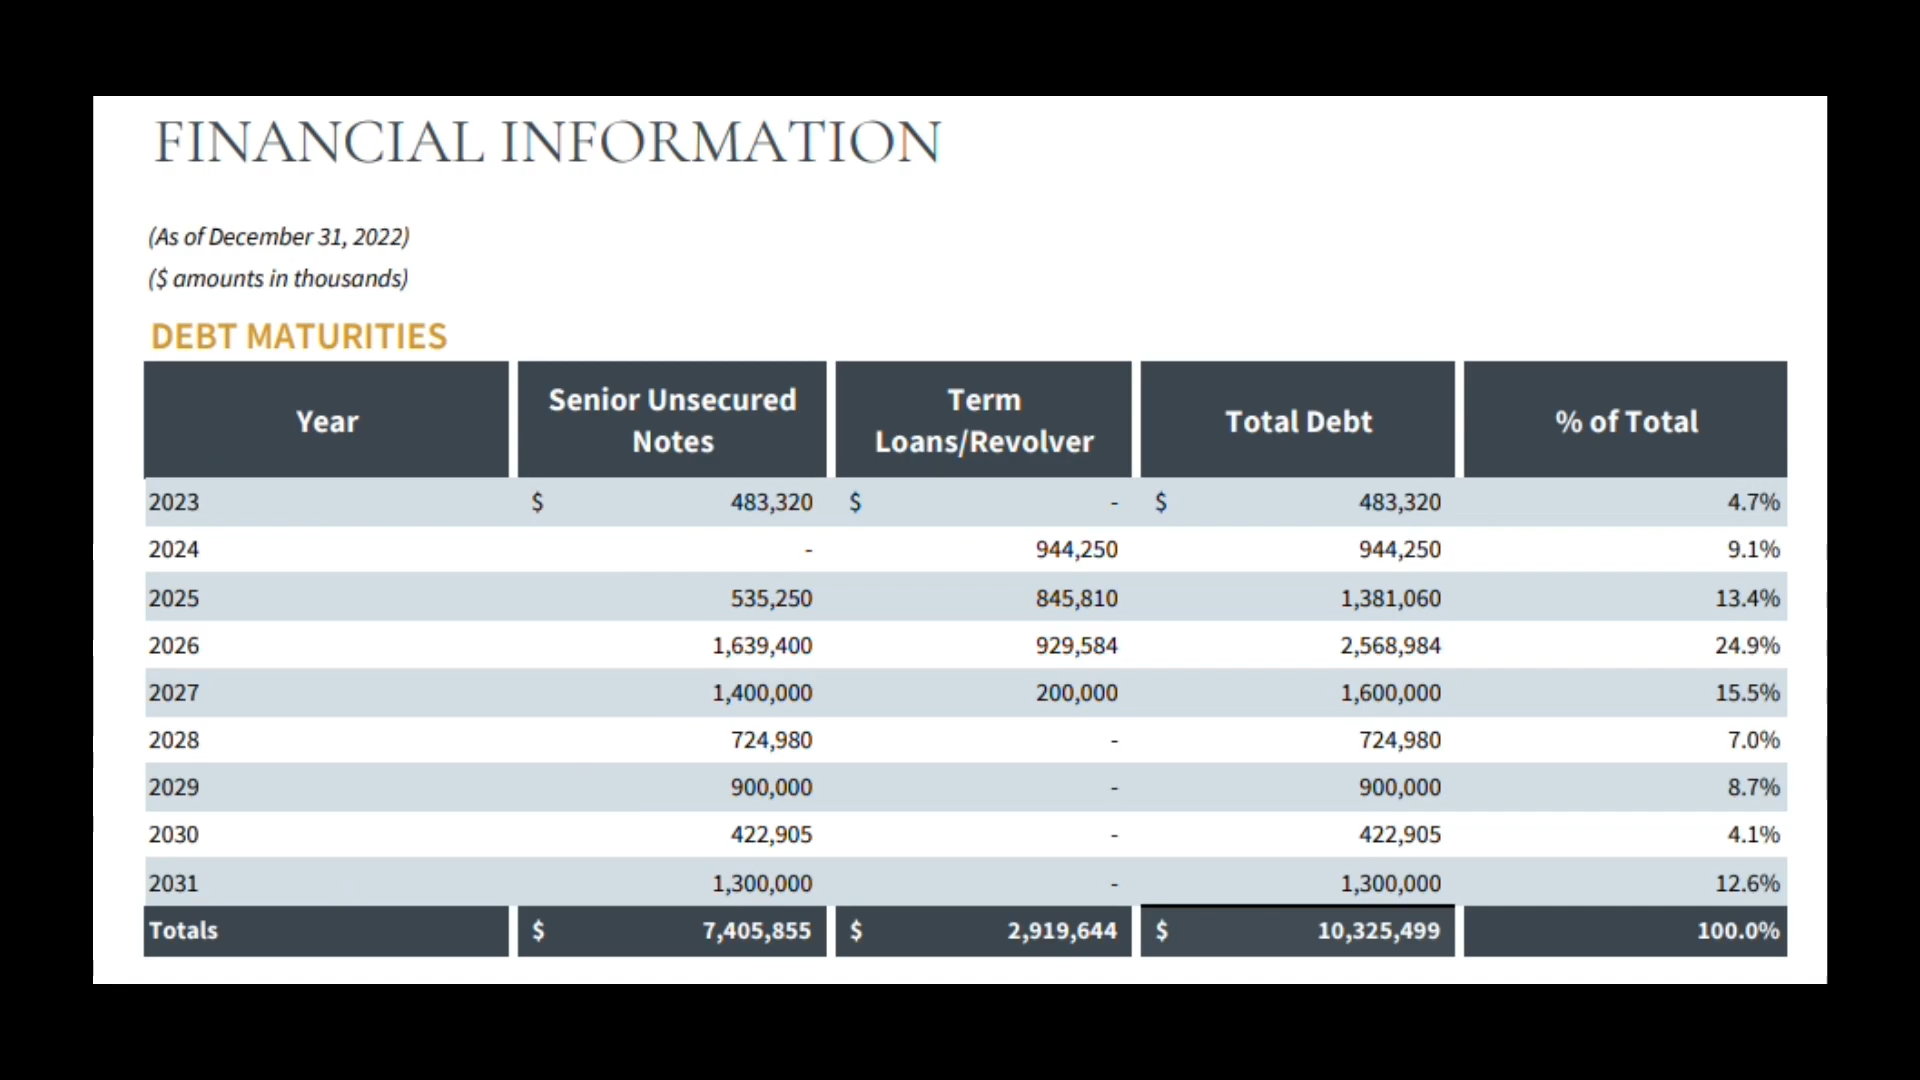 FINANCIAL INFORMATION
(As of December 31, 2022)
($ amounts in thousands)
DEBT MATURITIES
Year Senior Unsecured Notes Term Loans/Revolver Total Debt % of Total
2023 $ 483,320 $ - $ 483,320 4.7%
2024 - 944,250 944,250 9.1%
2025 535,250 845,810 1,381,060 13.4%
2026 1,639,400 929,584 2,568,984 24.9%
2027 1,400,000 200,000 1,600,000 15.5%
2028 724,980 - 724,980 7.0%
2029 900,000 - 900,000 8.7%
2030 422,905 - 422,905 4.1%
2031 1,300,000 - 1,300,000 12.6%
Totals $ 7,405,855 $ 2,919,644 $ 10,325,499 100.0%